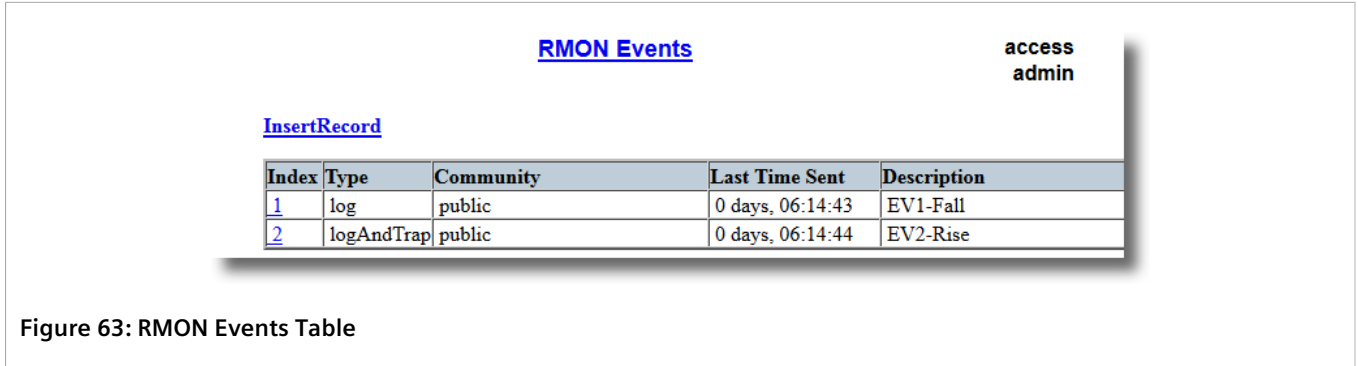 RMON Events
access
admin
InsertRecord
Index Type Community Last Time Sent Description
1 log public 0 days, 06:14:43 EV1-Fall
2 logAndTrap public 0 days, 06:14:44 EV2-Rise
Figure 63: RMON Events Table